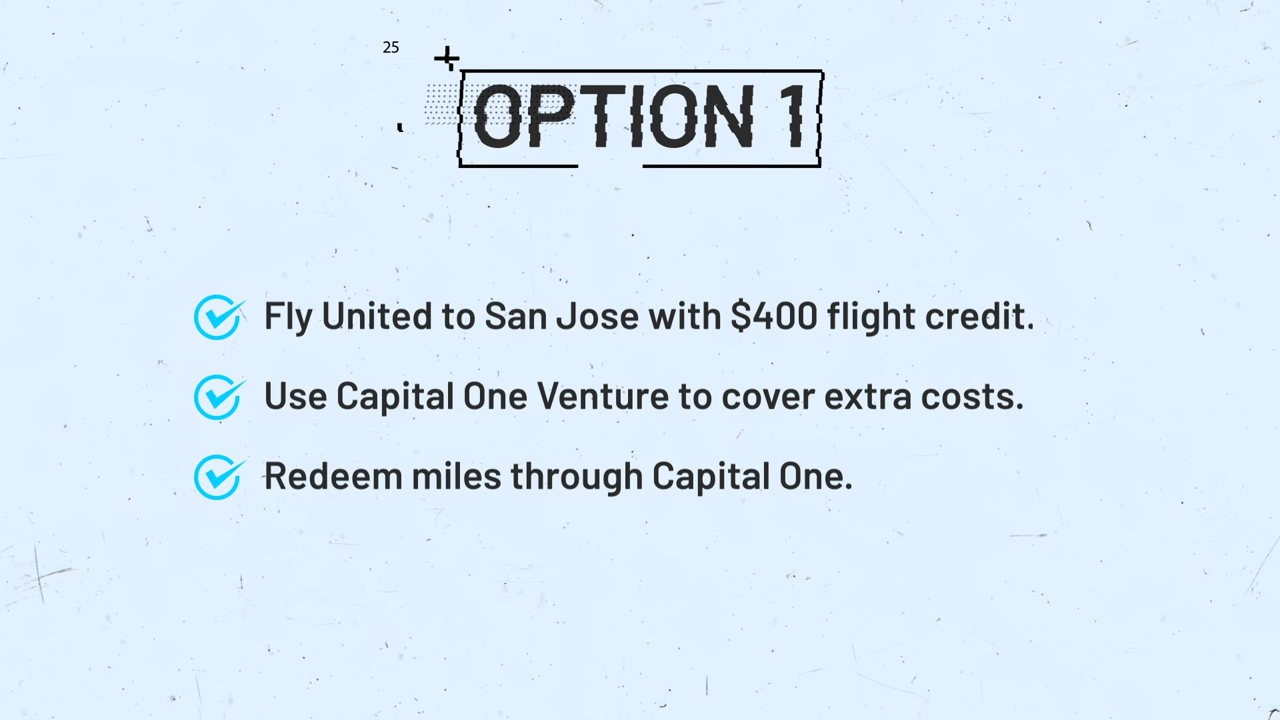 25
OPTION 1
Fly United to San Jose with $400 flight credit.
Use Capital One Venture to cover extra costs.
Redeem miles through Capital One.